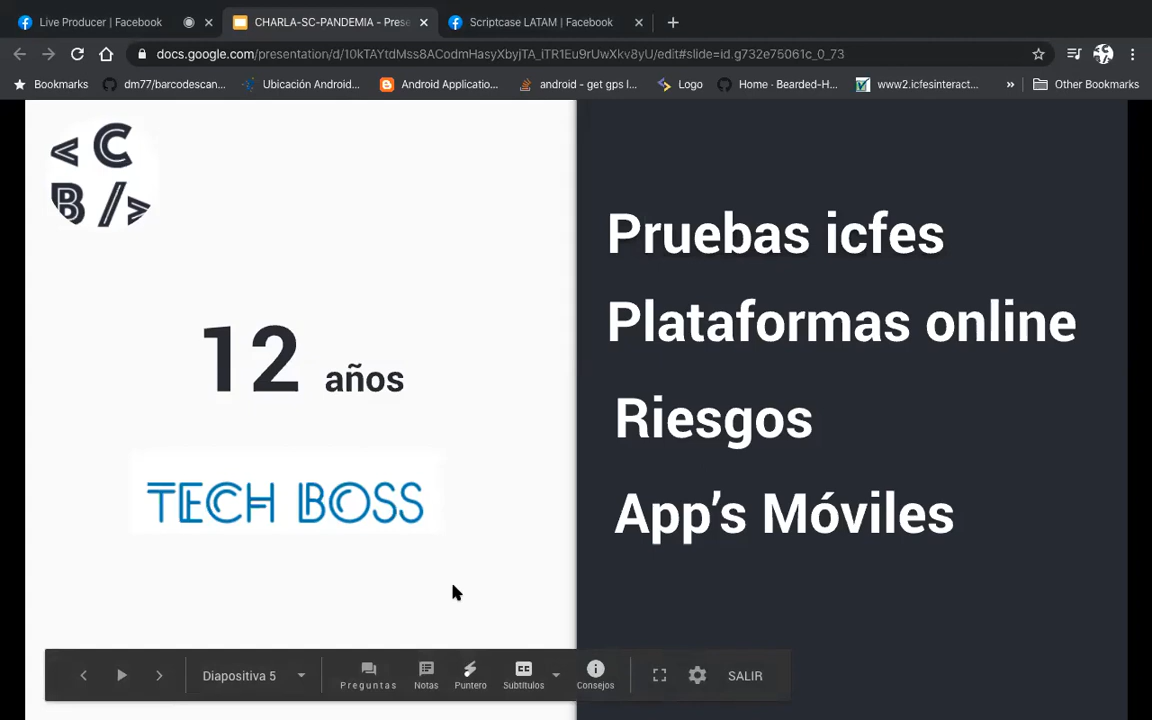 Live Producer | Facebook
CHARLA-SC-PANDEMIA - Prese
Scriptcase LATAM | Facebook
docs.google.com/presentation/d/10kTAYtdMss8ACodmHasyXbyjTA_iTR1Eu9rUwXkv8yU/edit#slide=id.g732e75061c_0_73
Bookmarks
dm77/barcodescan...
Ubicación Android...
Android Applicatio...
android - get gps l...
Logo
Home · Bearded-H...
www2.icfesinteract...
»
Other Bookmarks
< C
B />
12 años
TECH BOSS
Pruebas icfes
Plataformas online
Riesgos
App's Móviles
Diapositiva 5
Preguntas
Notas
Puntero
CC
Subtítulos
Consejos
SALIR